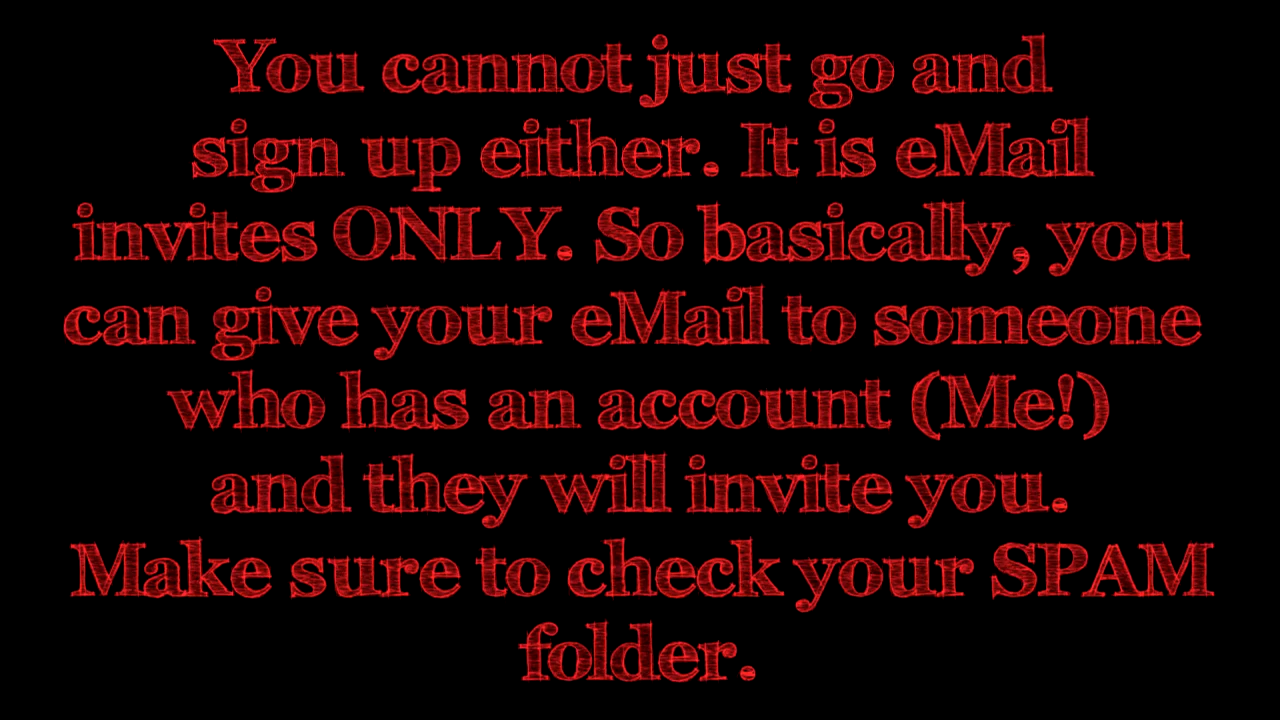 You cannot just go and
sign up either. It is eMail
invites ONLY. So basically, you
can give your eMail to someone
who has an account (Me!)
and they will invite you.
Make sure to check your SPAM
folder.